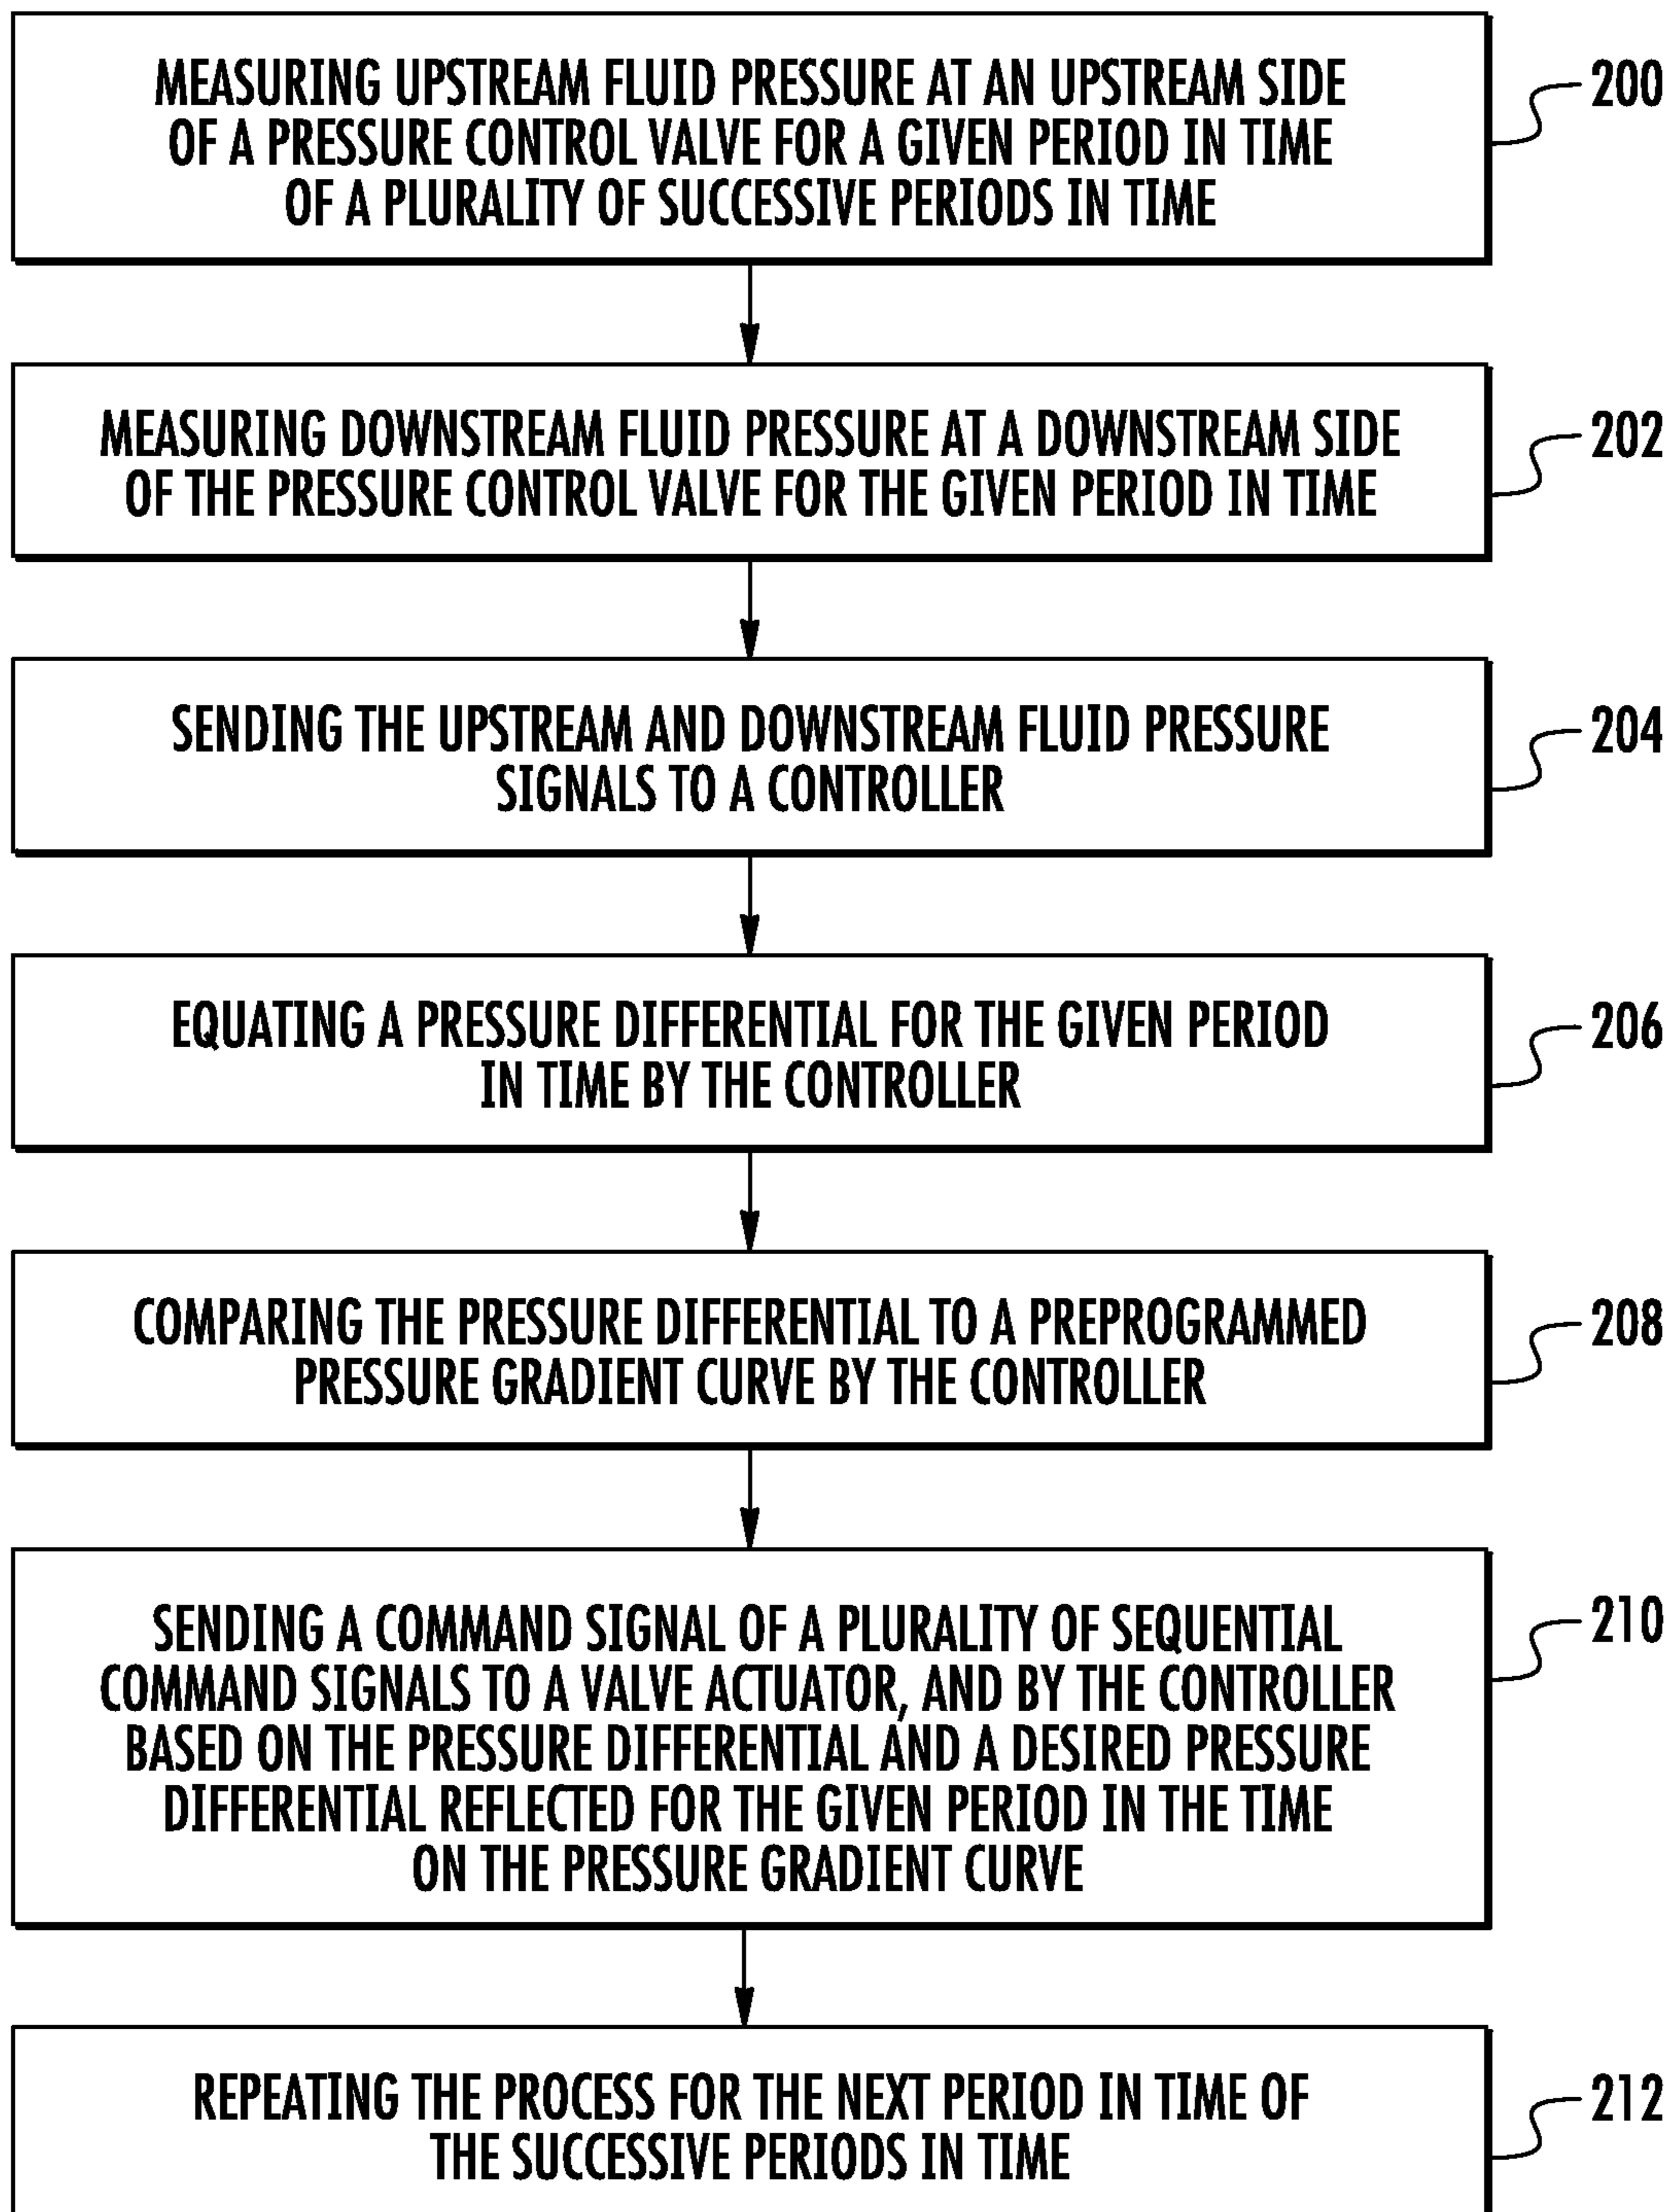 MEASURING UPSTREAM FLUID PRESSURE AT AN UPSTREAM SIDE
OF A PRESSURE CONTROL VALVE FOR A GIVEN PERIOD IN TIME
OF A PLURALITY OF SUCCESSIVE PERIODS IN TIME
200
MEASURING DOWNSTREAM FLUID PRESSURE AT A DOWNSTREAM SIDE
OF THE PRESSURE CONTROL VALVE FOR THE GIVEN PERIOD IN TIME
202
SENDING THE UPSTREAM AND DOWNSTREAM FLUID PRESSURE
SIGNALS TO A CONTROLLER
204
EQUATING A PRESSURE DIFFERENTIAL FOR THE GIVEN PERIOD
IN TIME BY THE CONTROLLER
206
COMPARING THE PRESSURE DIFFERENTIAL TO A PREPROGRAMMED
PRESSURE GRADIENT CURVE BY THE CONTROLLER
208
SENDING A COMMAND SIGNAL OF A PLURALITY OF SEQUENTIAL
COMMAND SIGNALS TO A VALVE ACTUATOR, AND BY THE CONTROLLER
BASED ON THE PRESSURE DIFFERENTIAL AND A DESIRED PRESSURE
DIFFERENTIAL REFLECTED FOR THE GIVEN PERIOD IN THE TIME
ON THE PRESSURE GRADIENT CURVE
210
REPEATING THE PROCESS FOR THE NEXT PERIOD IN TIME OF
THE SUCCESSIVE PERIODS IN TIME
212